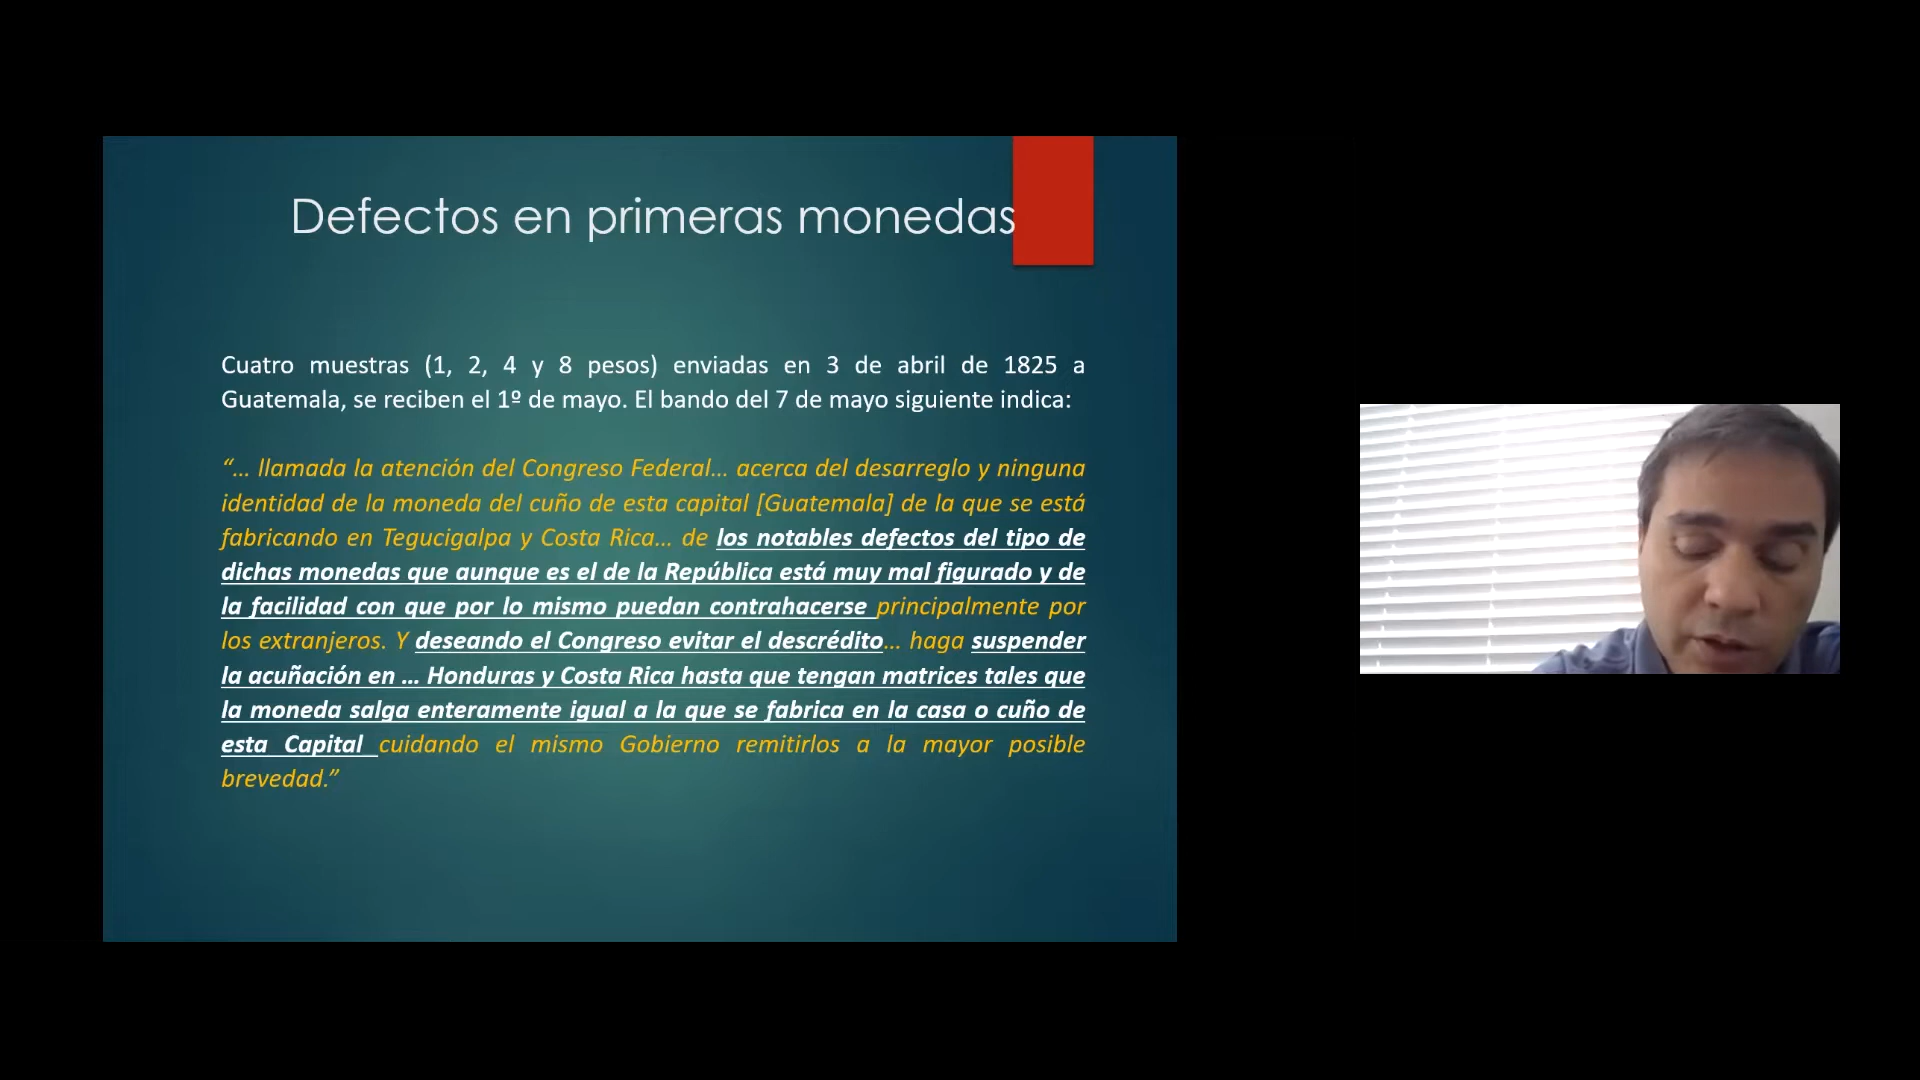 Defectos en primeras monedas
Cuatro muestras (1, 2, 4 y 8 pesos) enviadas en 3 de abril de 1825 a
Guatemala, se reciben el 1º de mayo. El bando del 7 de mayo siguiente indica:
“... llamada la atención del Congreso Federal... acerca del desarreglo y ninguna
identidad de la moneda del cuño de esta capital [Guatemala] de la que se está
fabricando en Tegucigalpa y Costa Rica... de los notables defectos del tipo de
dichas monedas que aunque es el de la República está muy mal figurado y de
la facilidad con que por lo mismo puedan contrahacerse principalmente por
los extranjeros. Y deseando el Congreso evitar el descrédito... haga suspender
la acuñación en ... Honduras y Costa Rica hasta que tengan matrices tales que
la moneda salga enteramente igual a la que se fabrica en la casa o cuño de
esta Capital cuidando el mismo Gobierno remitirlos a la mayor posible
brevedad.”